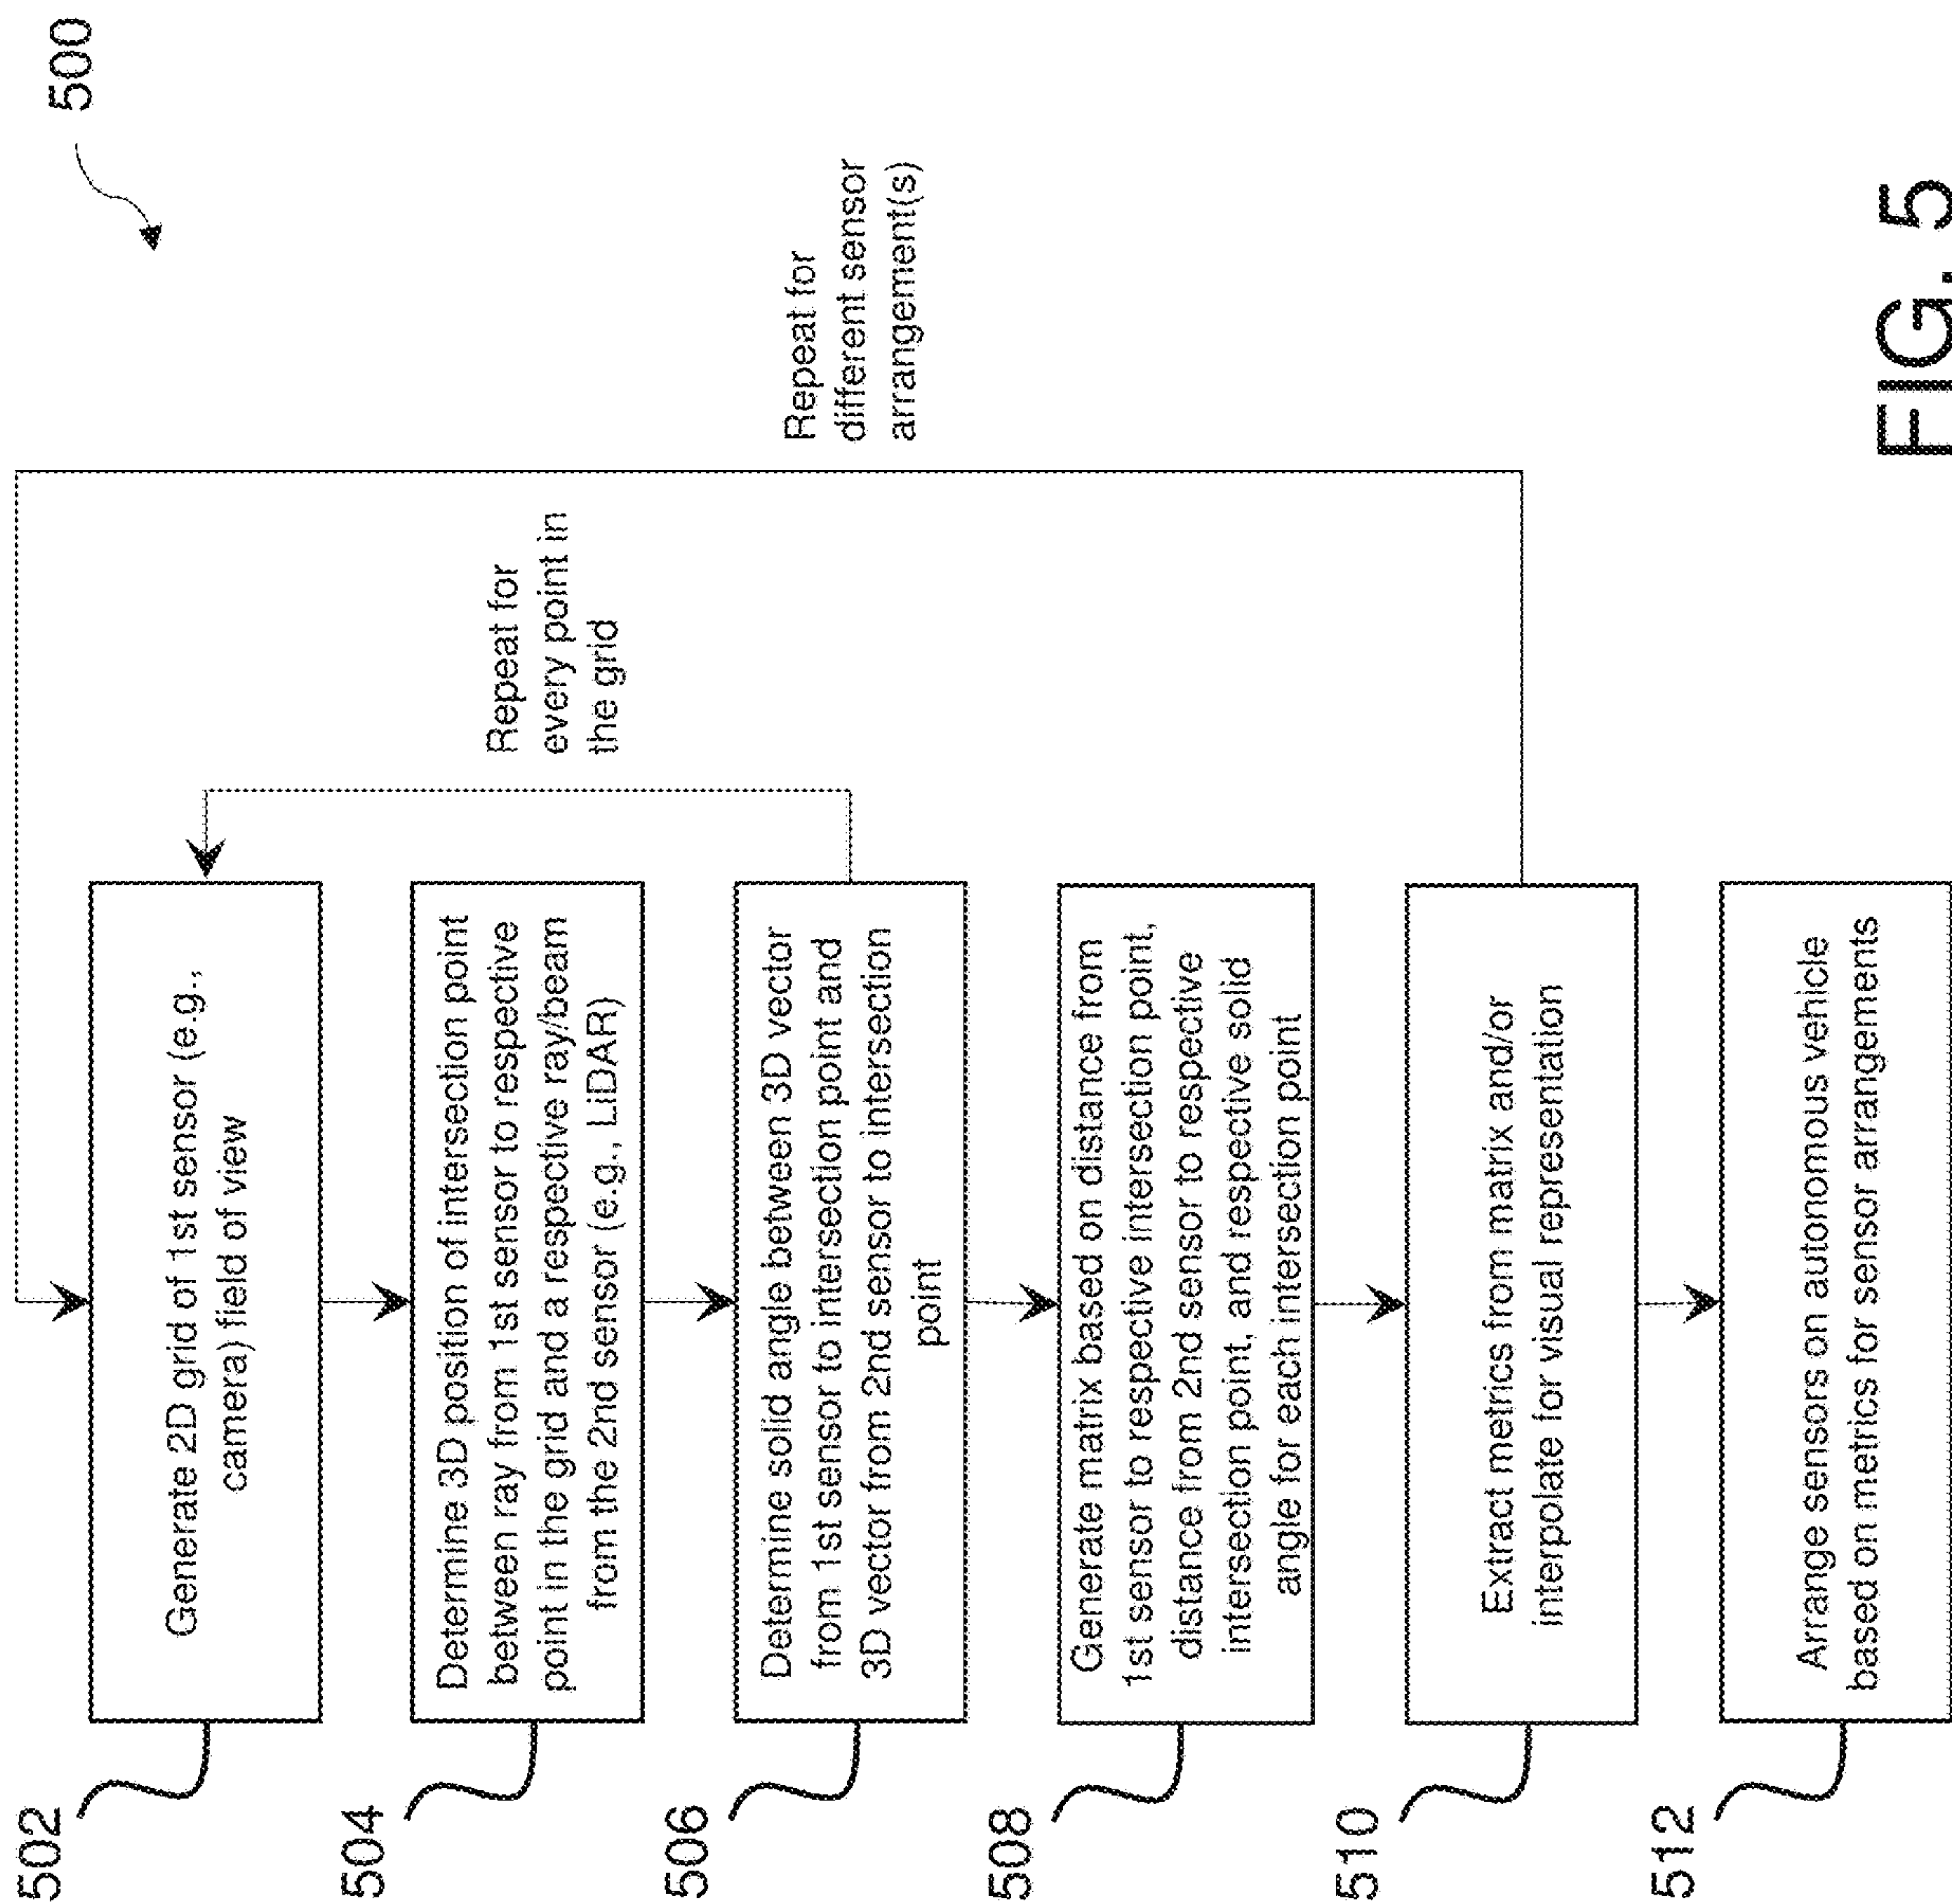 500
502
Generate 2D grid of 1st sensor (e.g.,
camera) field of view
504
Determine 3D position of intersection point
between ray from 1st sensor to respective
point in the grid and a respective ray/beam
from the 2nd sensor (e.g., LiDAR)
Repeat for
every point in
the grid
506
Determine solid angle between 3D vector
from 1st sensor to intersection point and
3D vector from 2nd sensor to intersection
point
Repeat for
different sensor
arrangement(s)
508
Generate matrix based on distance from
1st sensor to respective intersection point,
distance from 2nd sensor to respective
intersection point, and respective solid
angle for each intersection point
510
Extract metrics from matrix and/or
interpolate for visual representation
512
Arrange sensors on autonomous vehicle
based on metrics for sensor arrangements
FIG. 5